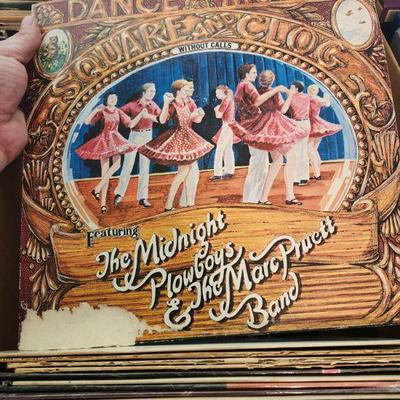 DANCE
SQUARE AND CLOG
WITHOUT CALLS
Featuring
The Midnight
Plowboys
& The Marc Pruett
Band